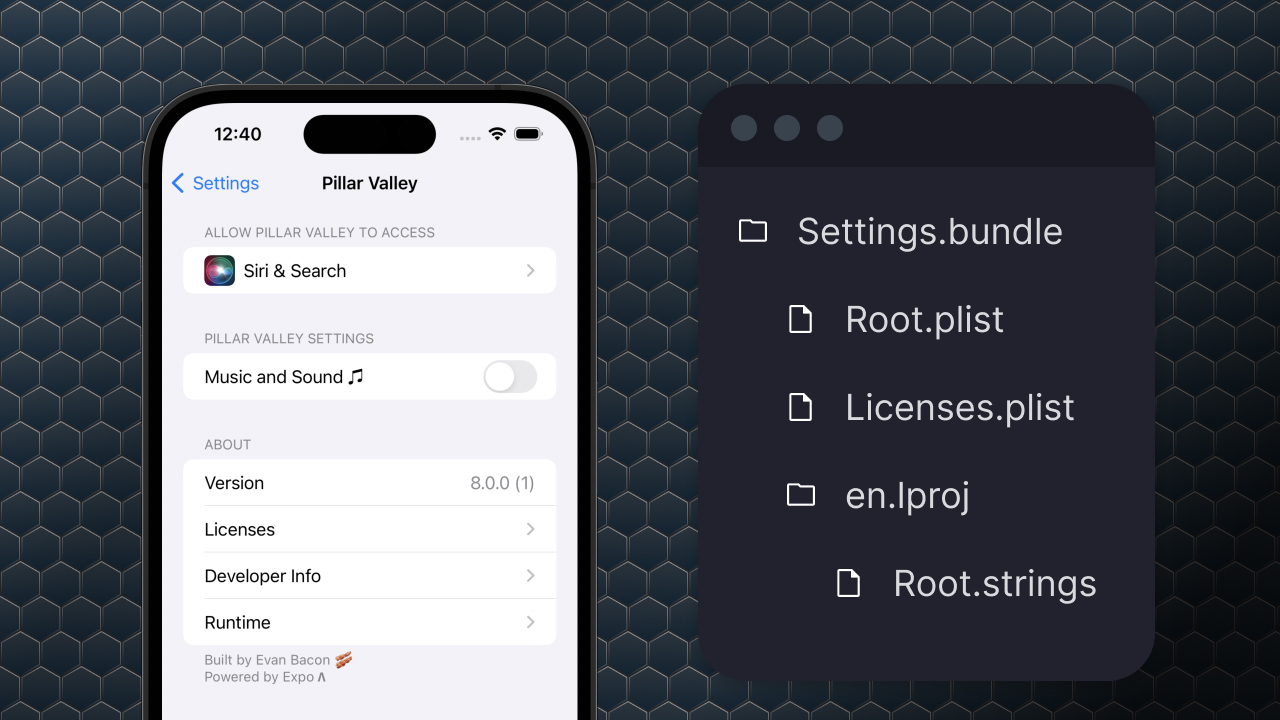 12:40
Settings
Pillar Valley
ALLOW PILLAR VALLEY TO ACCESS
Siri & Search
PILLAR VALLEY SETTINGS
Music and Sound 🎵
ABOUT
Version 8.0.0 (1)
Licenses
Developer Info
Runtime
Built by Evan Bacon 🥓
Powered by Expo
Settings.bundle
Root.plist
Licenses.plist
en.lproj
Root.strings